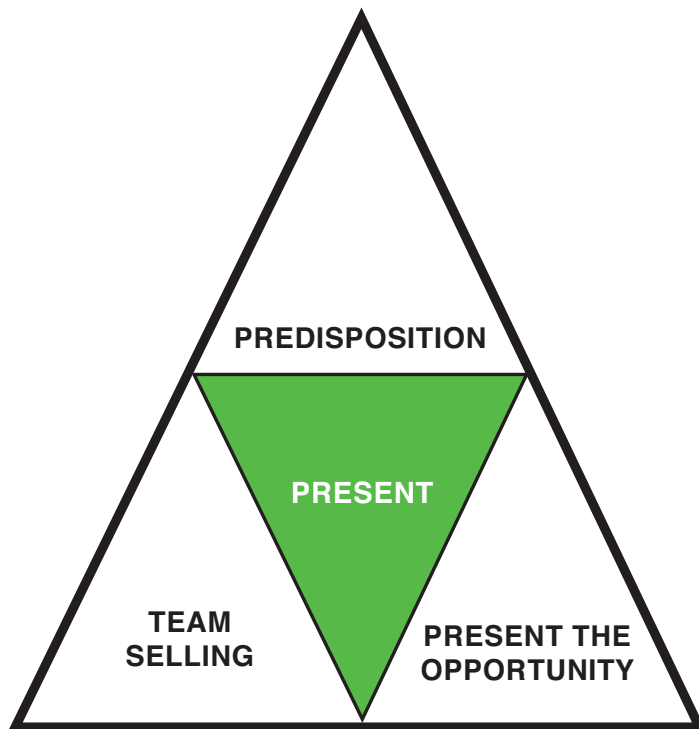 PREDISPOSITION
PRESENT
TEAM
SELLING
PRESENT THE
OPPORTUNITY